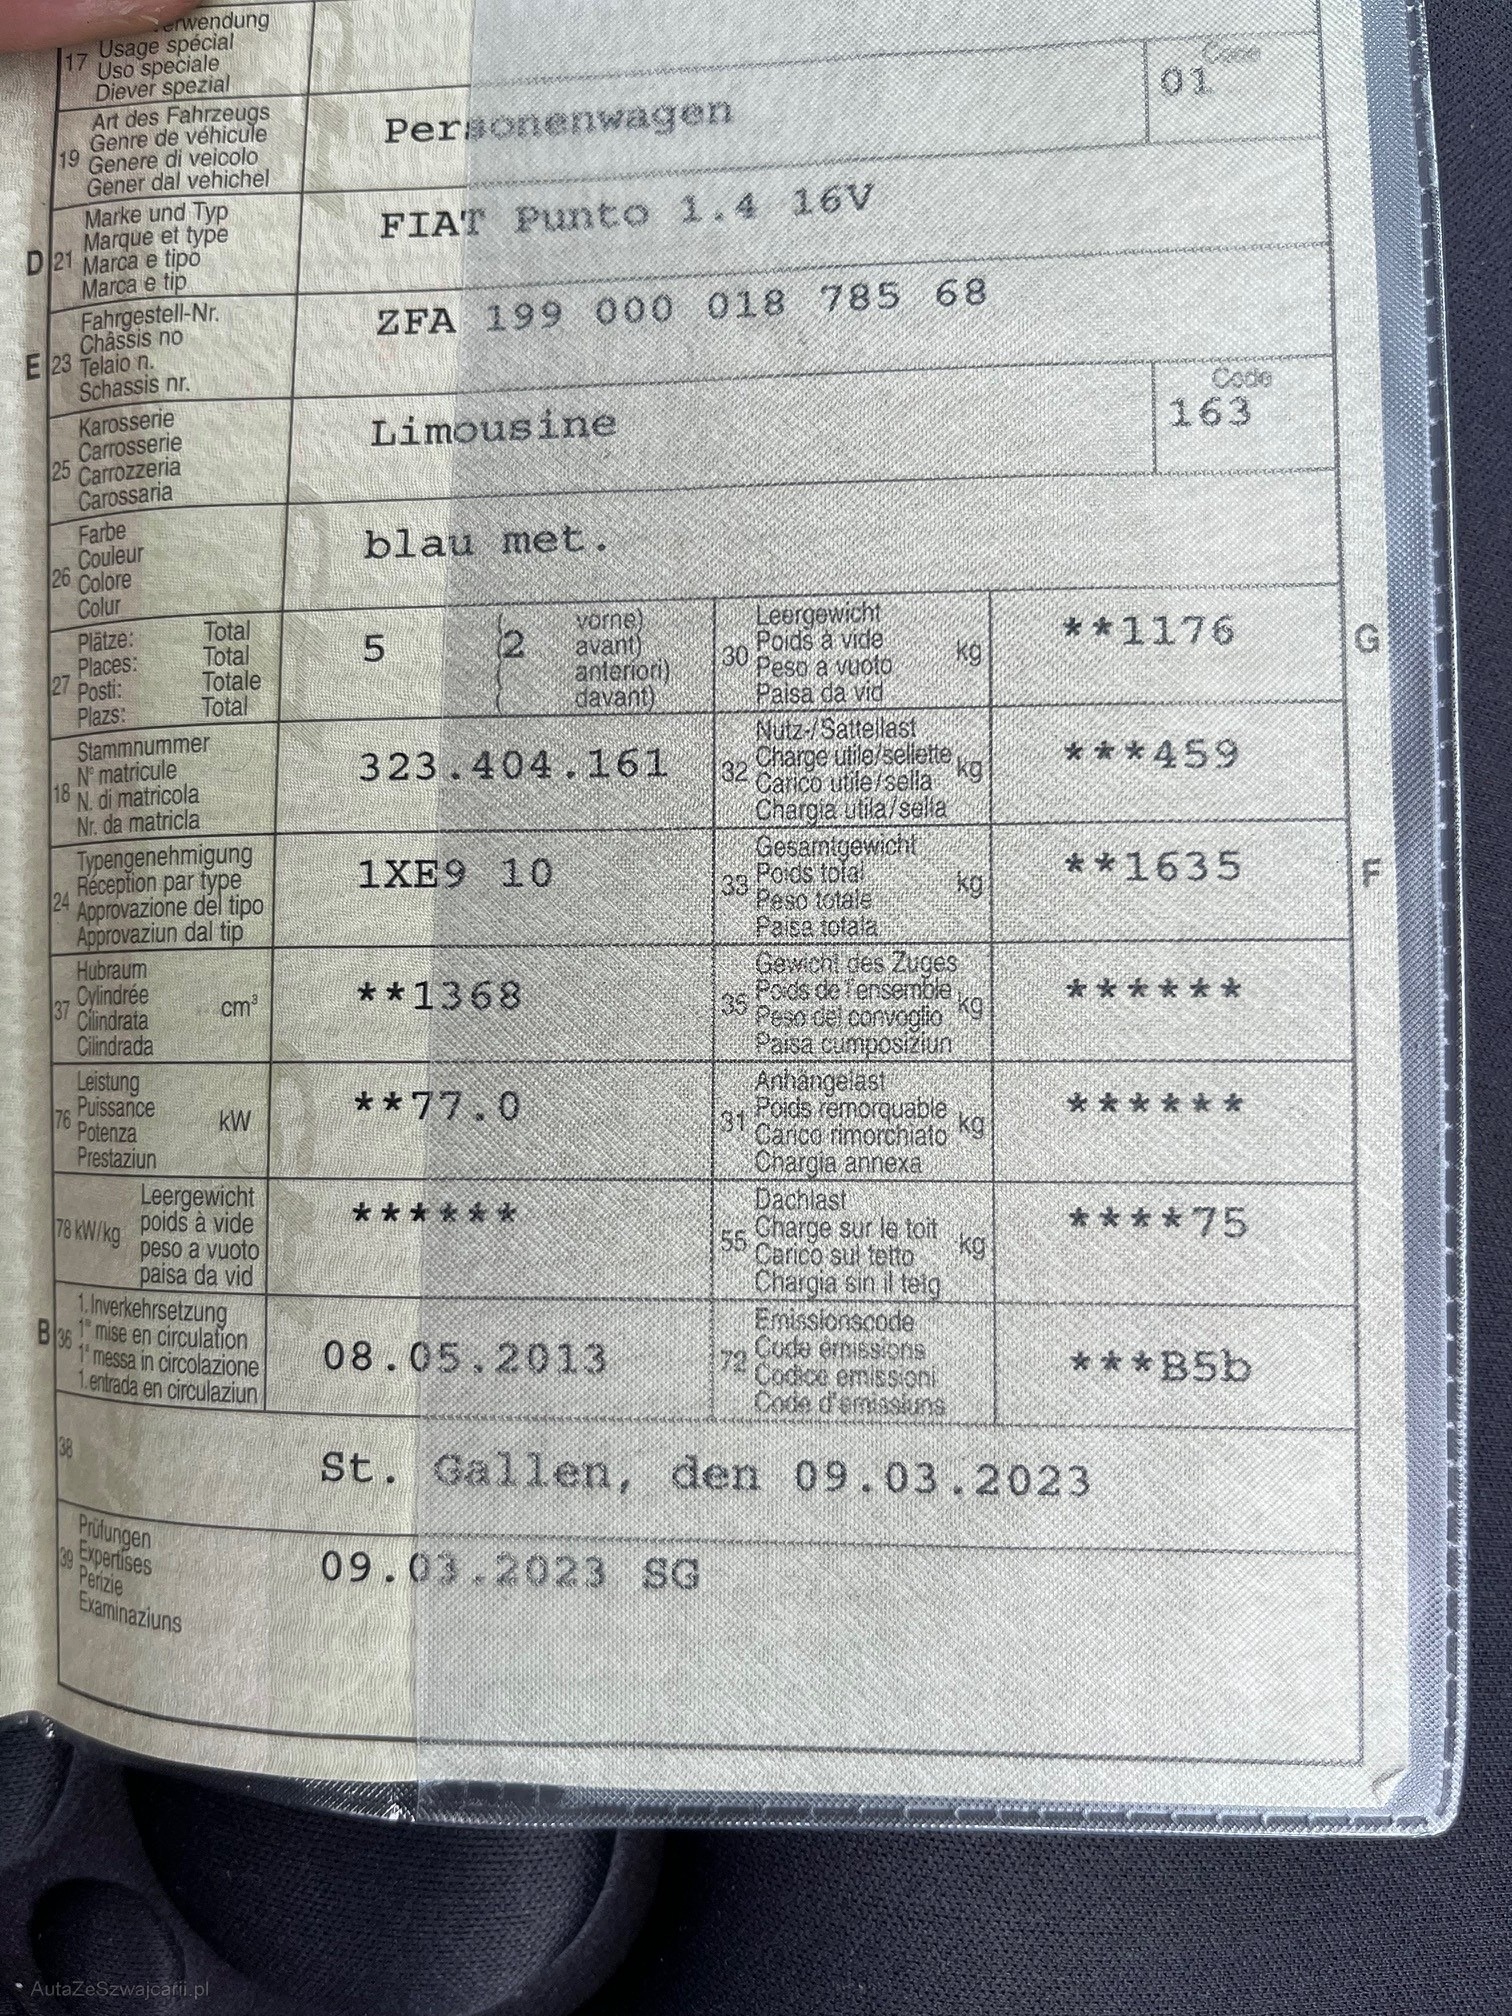 erwendung
17 Usage spécial
Uso speciale
Diever spezial
Code
01
19 Art des Fahrzeugs
Genre de véhicule
Genere di veicolo
Gener dal vehichel
Personenwagen
D 21 Marke und Typ
Marque et type
Marca e tipo
Marca e tip
FIAT Punto 1.4 16V
E 23 Fahrgestell-Nr.
Châssis no
Telaio n.
Schassis nr.
ZFA 199 000 018 785 68
25 Karosserie
Carrosserie
Carrozzeria
Carossaria
Limousine
Code
163
26 Farbe
Couleur
Colore
Colur
blau met.
27 Plätze: Total
Places: Total
Posti: Totale
Plazs: Total
5 ( 2 vorne)
( avant)
( anteriori)
( davant)
30 Leergewicht
Poids à vide kg
Peso a vuoto
Paisa da vid
**1176
G
18 Stammnummer
N° matricule
N. di matricola
Nr. da matricla
323.404.161
32 Nutz-/Sattellast
Charge utile/sellette kg
Carico utile/sella
Chargia utila/sella
***459
24 Typengenehmigung
Réception par type
Approvazione del tipo
Approvaziun dal tip
1XE9 10
33 Gesamtgewicht
Poids total kg
Peso totale
Paisa totala
**1635
F
37 Hubraum
Cylindrée cm³
Cilindrata
Cilindrada
**1368
35 Gewicht des Zuges
Poids de l'ensemble kg
Peso del convoglio
Paisa cumposiziun
******
76 Leistung
Puissance kW
Potenza
Prestaziun
**77.0
31 Anhängelast
Poids remorquable kg
Carico rimorchiato
Chargia annexa
******
78 kW/kg Leergewicht
poids à vide
peso a vuoto
paisa da vid
******
55 Dachlast
Charge sur le toit kg
Carico sul tetto
Chargia sin il tetg
****75
B 36 1. Inverkehrsetzung
1re mise en circulation
1a messa in circolazione
1. entrada en circulaziun
08.05.2013
72 Emissionscode
Code émissions
Codice emissioni
Code d'emissiuns
***B5b
38
St. Gallen, den 09.03.2023
39 Prüfungen
Expertises
Perizie
Examinaziuns
09.03.2023 SG
AutaZeSzwajcarii.pl